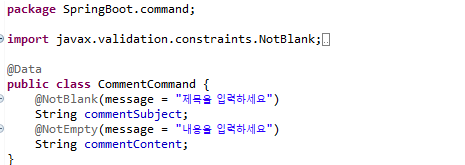 package SpringBoot.command;
import javax.validation.constraints.NotBlank;
@Data
public class CommentCommand {
@NotBlank(message = "제목을 입력하세요")
String commentSubject;
@NotEmpty(message = "내용을 입력하세요")
String commentContent;
}